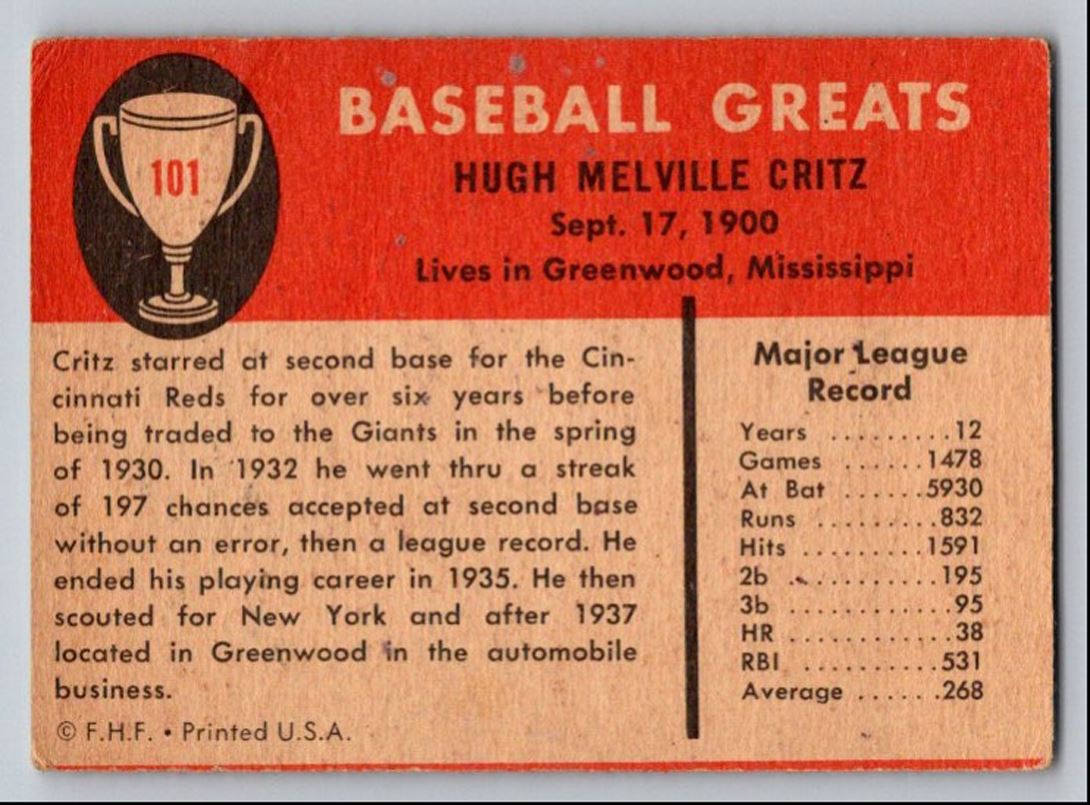 101
BASEBALL GREATS
HUGH MELVILLE CRITZ
Sept. 17, 1900
Lives in Greenwood, Mississippi
Critz starred at second base for the Cin-
cinnati Reds for over six years before
being traded to the Giants in the spring
of 1930. In 1932 he went thru a streak
of 197 chances accepted at second base
without an error, then a league record. He
ended his playing career in 1935. He then
scouted for New York and after 1937
located in Greenwood in the automobile
business.
© F.H.F. • Printed U.S.A.
Major League
Record
Years .........12
Games ......1478
At Bat ......5930
Runs .........832
Hits .........1591
2b ...........195
3b ............95
HR ............38
RBI ..........531
Average ......268